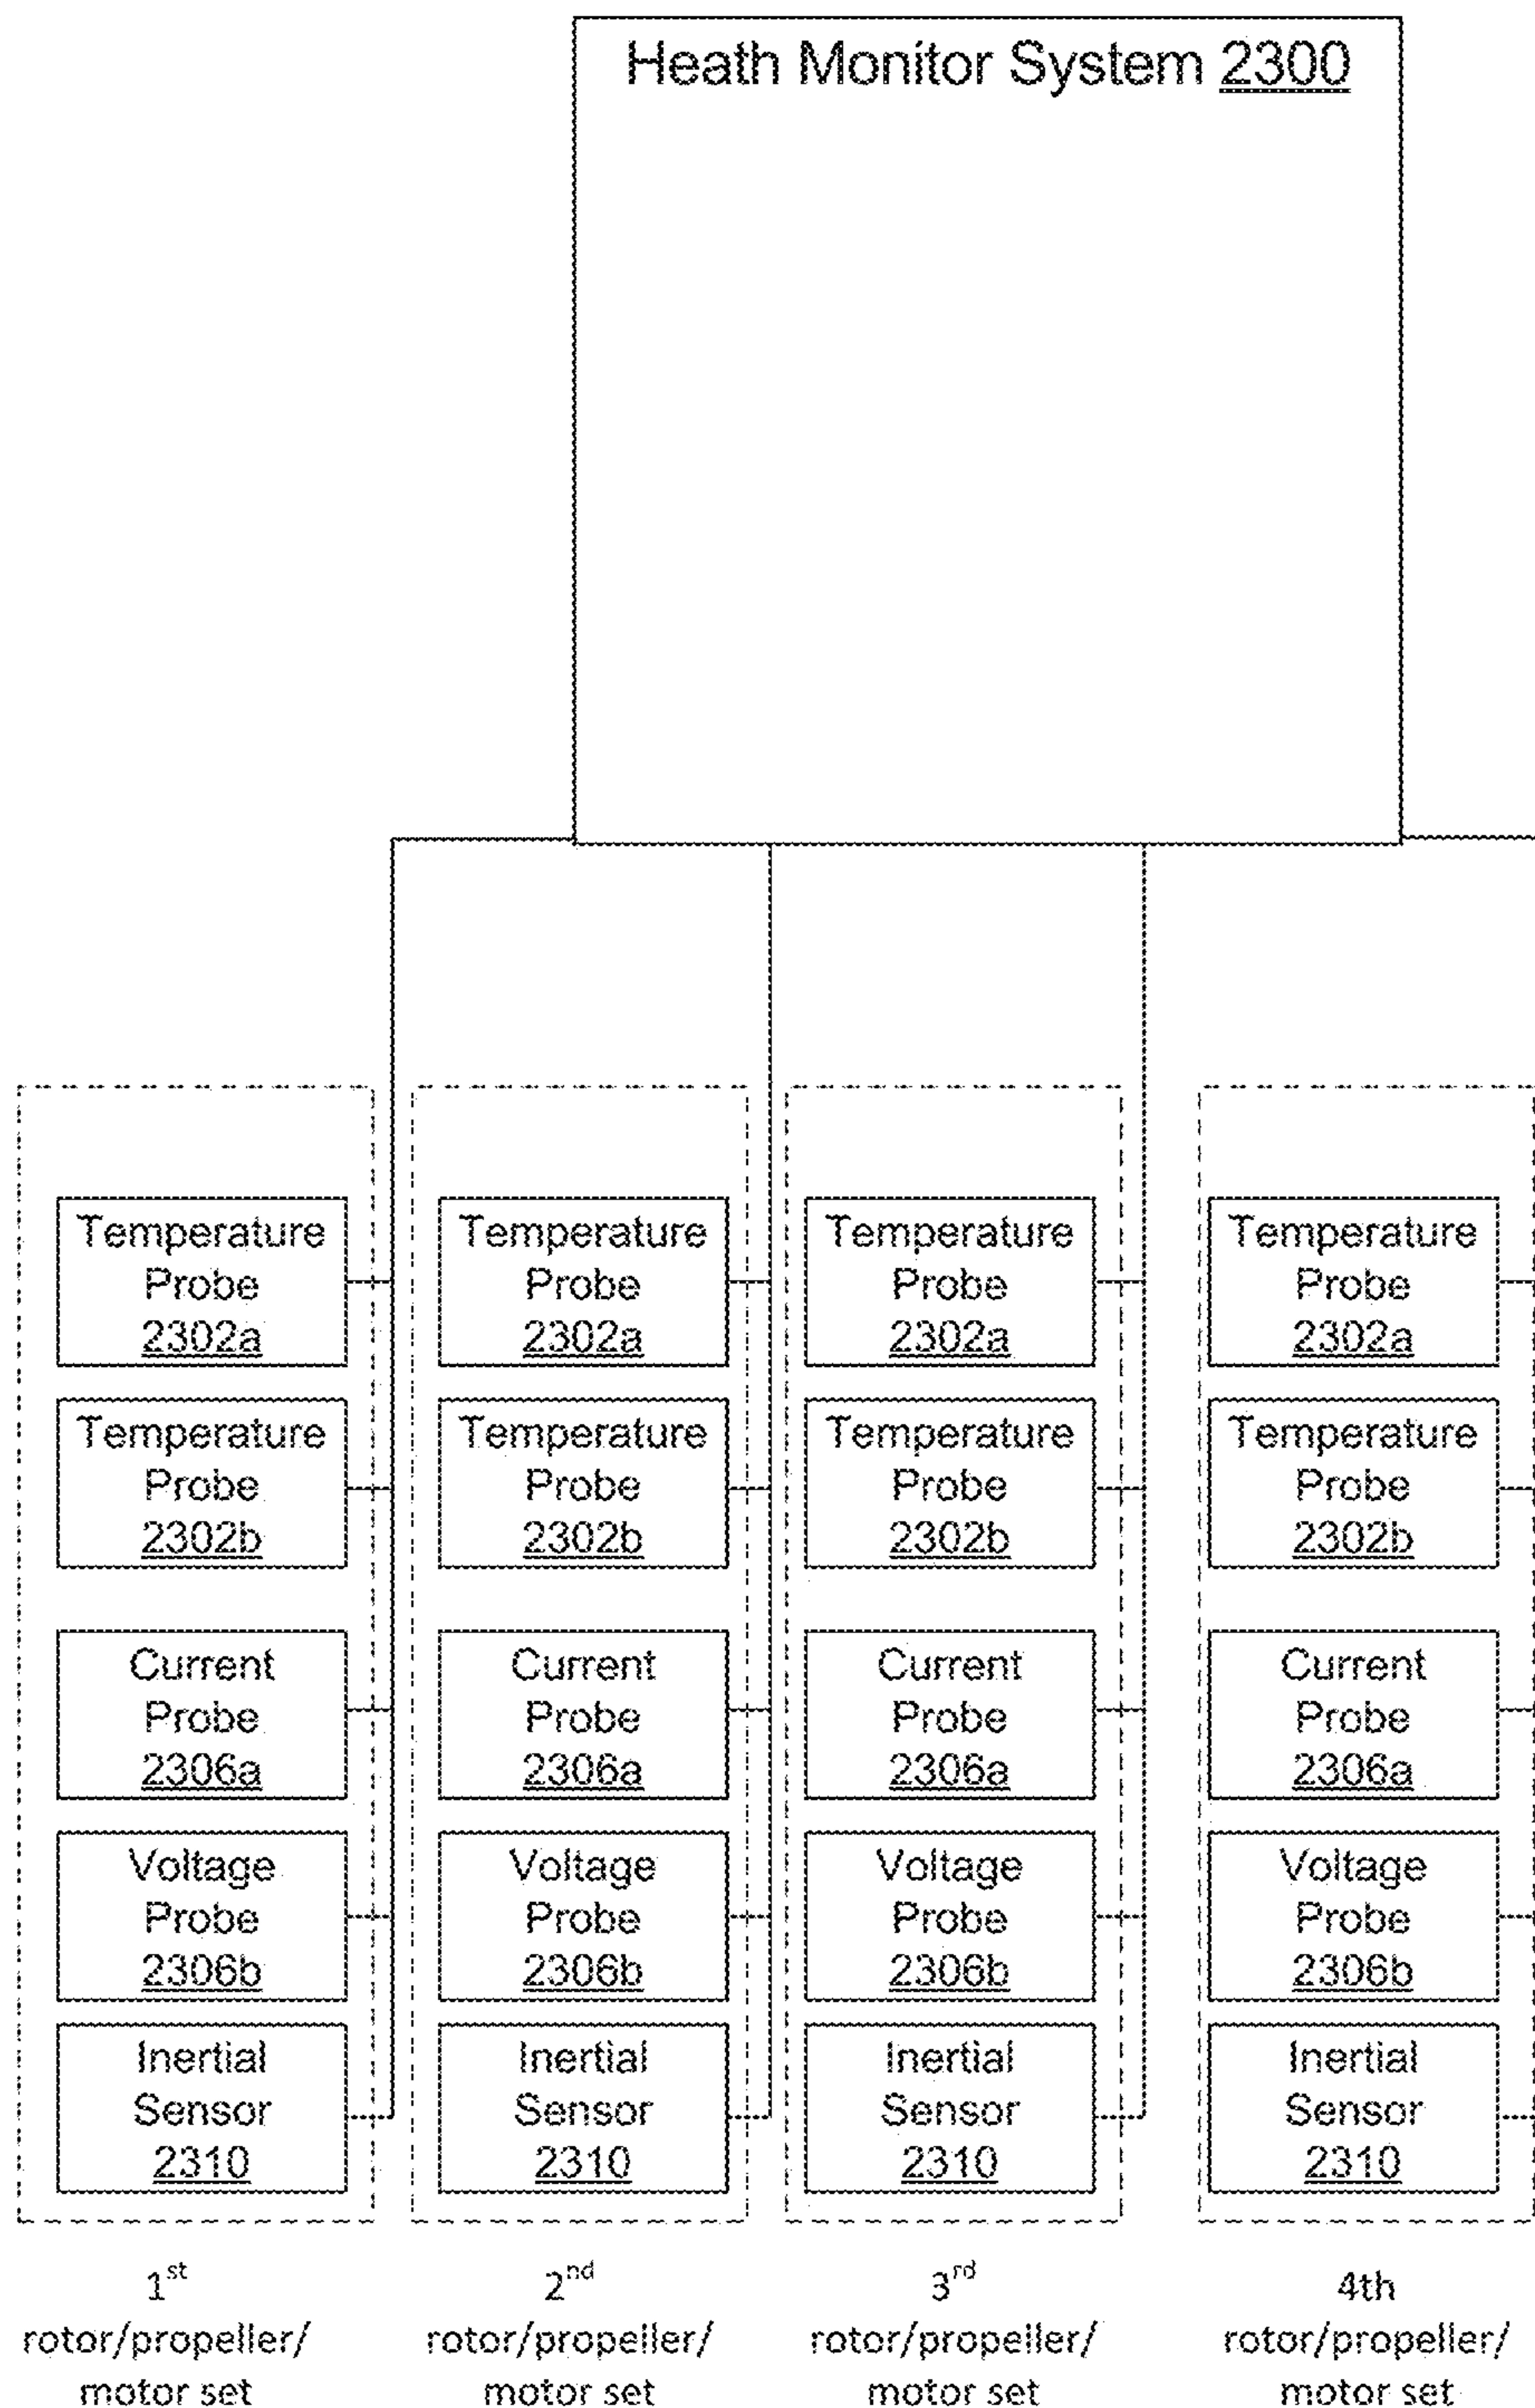 Heath Monitor System 2300
Temperature
Probe
2302a
Temperature
Probe
2302b
Current
Probe
2306a
Voltage
Probe
2306b
Inertial
Sensor
2310
1st
rotor/propeller/
motor set
Temperature
Probe
2302a
Temperature
Probe
2302b
Current
Probe
2306a
Voltage
Probe
2306b
Inertial
Sensor
2310
2nd
rotor/propeller/
motor set
Temperature
Probe
2302a
Temperature
Probe
2302b
Current
Probe
2306a
Voltage
Probe
2306b
Inertial
Sensor
2310
3rd
rotor/propeller/
motor set
Temperature
Probe
2302a
Temperature
Probe
2302b
Current
Probe
2306a
Voltage
Probe
2306b
Inertial
Sensor
2310
4th
rotor/propeller/
motor set